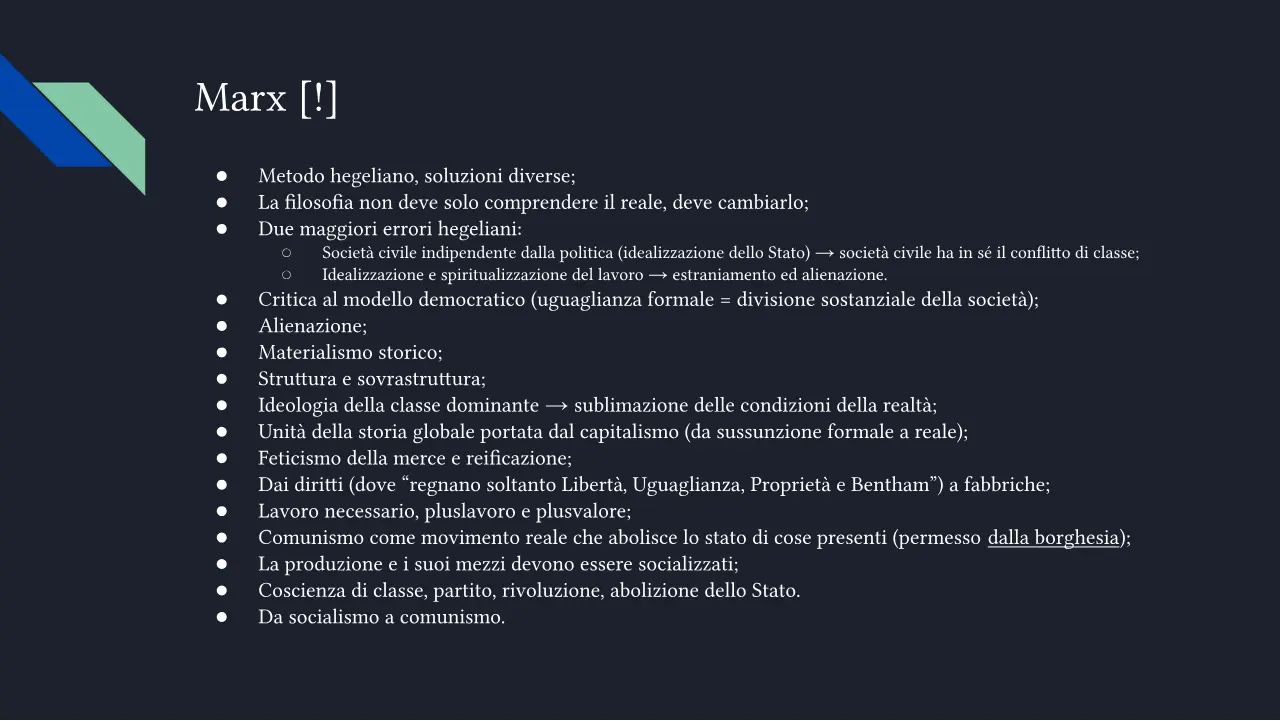 Marx [!]
● Metodo hegeliano, soluzioni diverse;
● La filosofia non deve solo comprendere il reale, deve cambiarlo;
● Due maggiori errori hegeliani:
○ Società civile indipendente dalla politica (idealizzazione dello Stato) → società civile ha in sé il conflitto di classe;
○ Idealizzazione e spiritualizzazione del lavoro → estraniamento ed alienazione.
● Critica al modello democratico (uguaglianza formale = divisione sostanziale della società);
● Alienazione;
● Materialismo storico;
● Struttura e sovrastruttura;
● Ideologia della classe dominante → sublimazione delle condizioni della realtà;
● Unità della storia globale portata dal capitalismo (da sussunzione formale a reale);
● Feticismo della merce e reificazione;
● Dai diritti (dove “regnano soltanto Libertà, Uguaglianza, Proprietà e Bentham”) a fabbriche;
● Lavoro necessario, pluslavoro e plusvalore;
● Comunismo come movimento reale che abolisce lo stato di cose presenti (permesso dalla borghesia);
● La produzione e i suoi mezzi devono essere socializzati;
● Coscienza di classe, partito, rivoluzione, abolizione dello Stato.
● Da socialismo a comunismo.